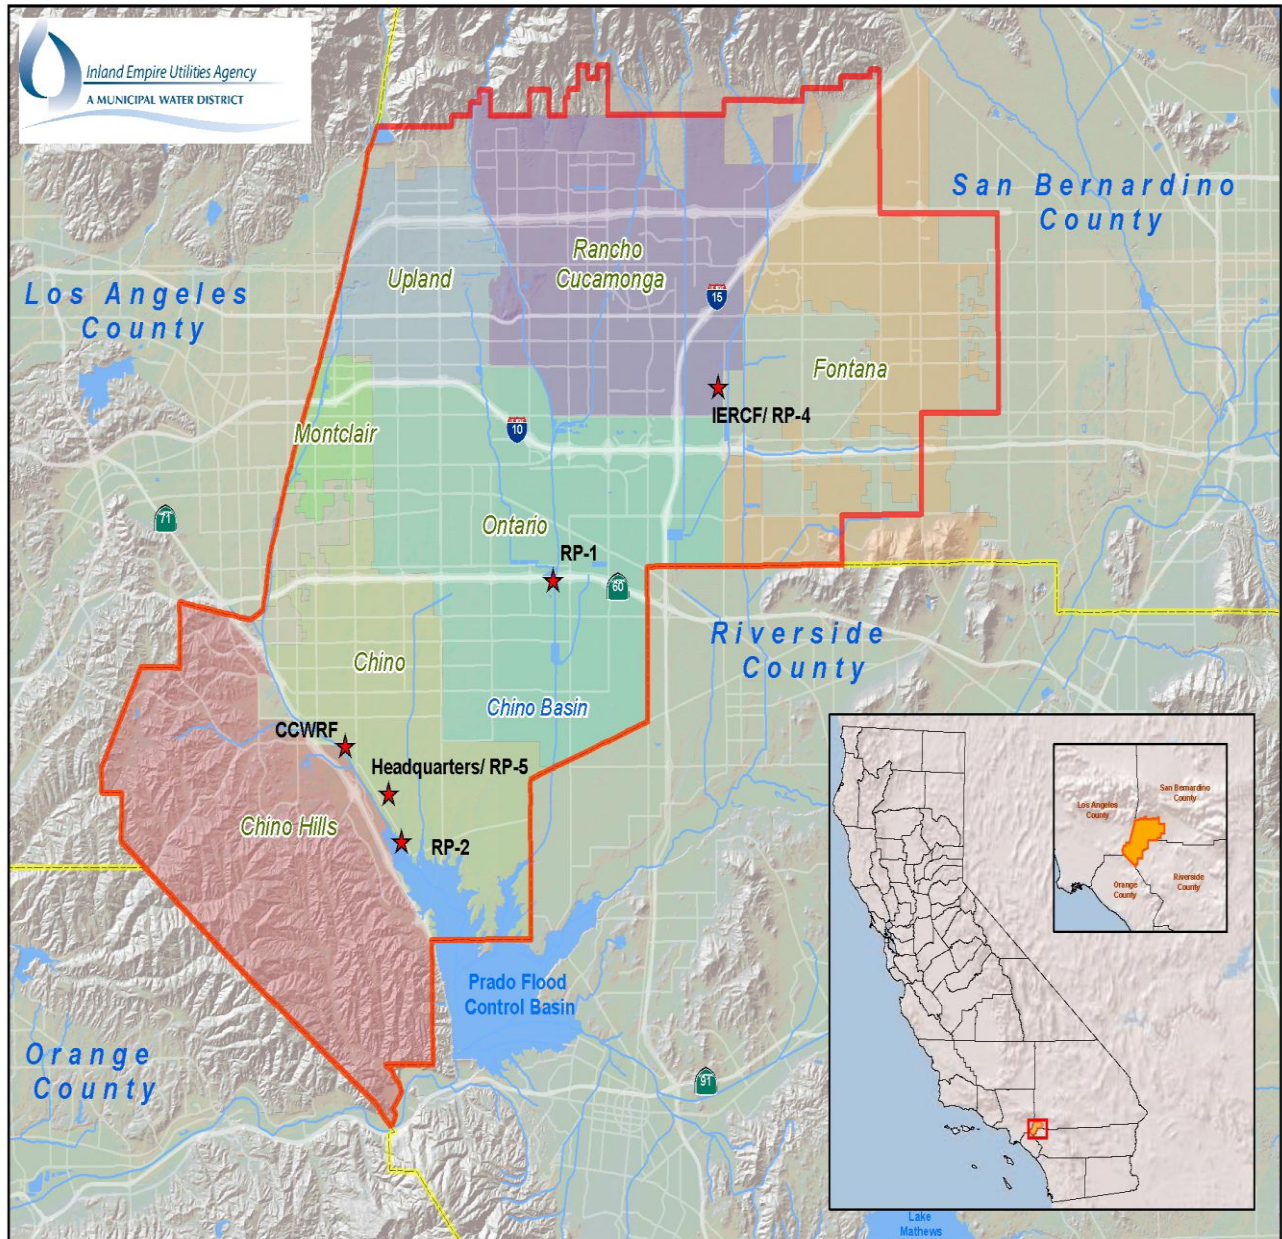 Inland Empire Utilities Agency
A MUNICIPAL WATER DISTRICT
San Bernardino
County
Rancho
Cucamonga
Upland
Los Angeles
County
15
Fontana
IERCF/ RP-4
10
Montclair
71
Ontario
RP-1
60
Riverside
County
Chino
Chino Basin
CCWRF
Headquarters/ RP-5
Chino Hills
RP-2
Prado Flood
Control Basin
Orange
County
91
Lake
Mathews
San Bernardino
County
Los Angeles
County
Orange
County
Riverside
County